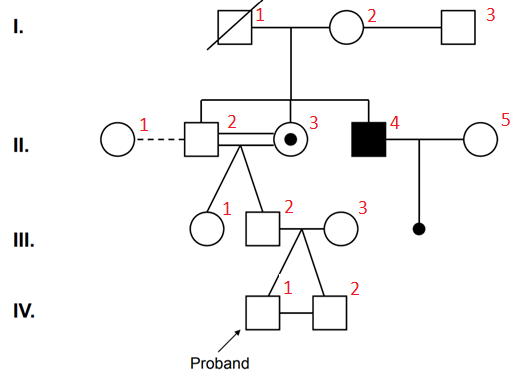 I. 1 2 3
II. 1 2 3 4 5
III. 1 2 3
IV. 1 2
Proband